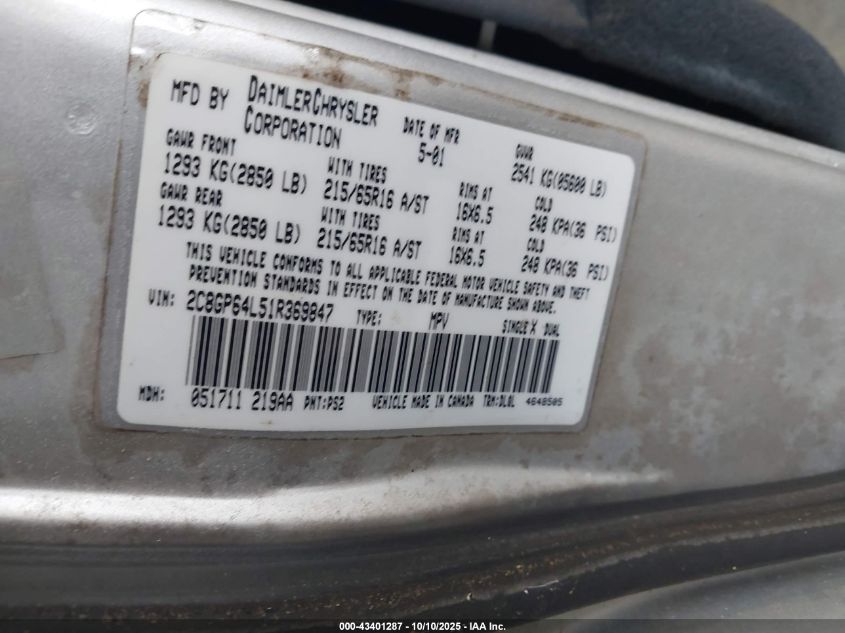 MFD BY DAIMLERCHRYSLER CORPORATION DATE OF MFR 5-01 GVWR 2541 KG(05600 LB)
GAWR FRONT WITH TIRES RIMS AT COLD
1293 KG(2850 LB) 215/65R16 A/ST 16X6.5 248 KPA(36 PSI)
GAWR REAR WITH TIRES RIMS AT COLD
1293 KG(2850 LB) 215/65R16 A/ST 16X6.5 248 KPA(36 PSI)
THIS VEHICLE CONFORMS TO ALL APPLICABLE FEDERAL MOTOR VEHICLE SAFETY AND THEFT
PREVENTION STANDARDS IN EFFECT ON THE DATE OF MANUFACTURE SHOWN ABOVE.
VIN: 2C8GP64L51R369847 TYPE: MPV SINGLE X DUAL
MDH: 051711 219AA PNT:PS2 VEHICLE MADE IN CANADA TRM:DLDL 4648505
000-43401287 - 10/10/2025 - IAA Inc.